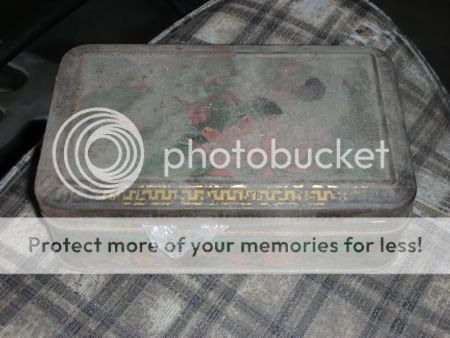 photobucket
Protect more of your memories for less!